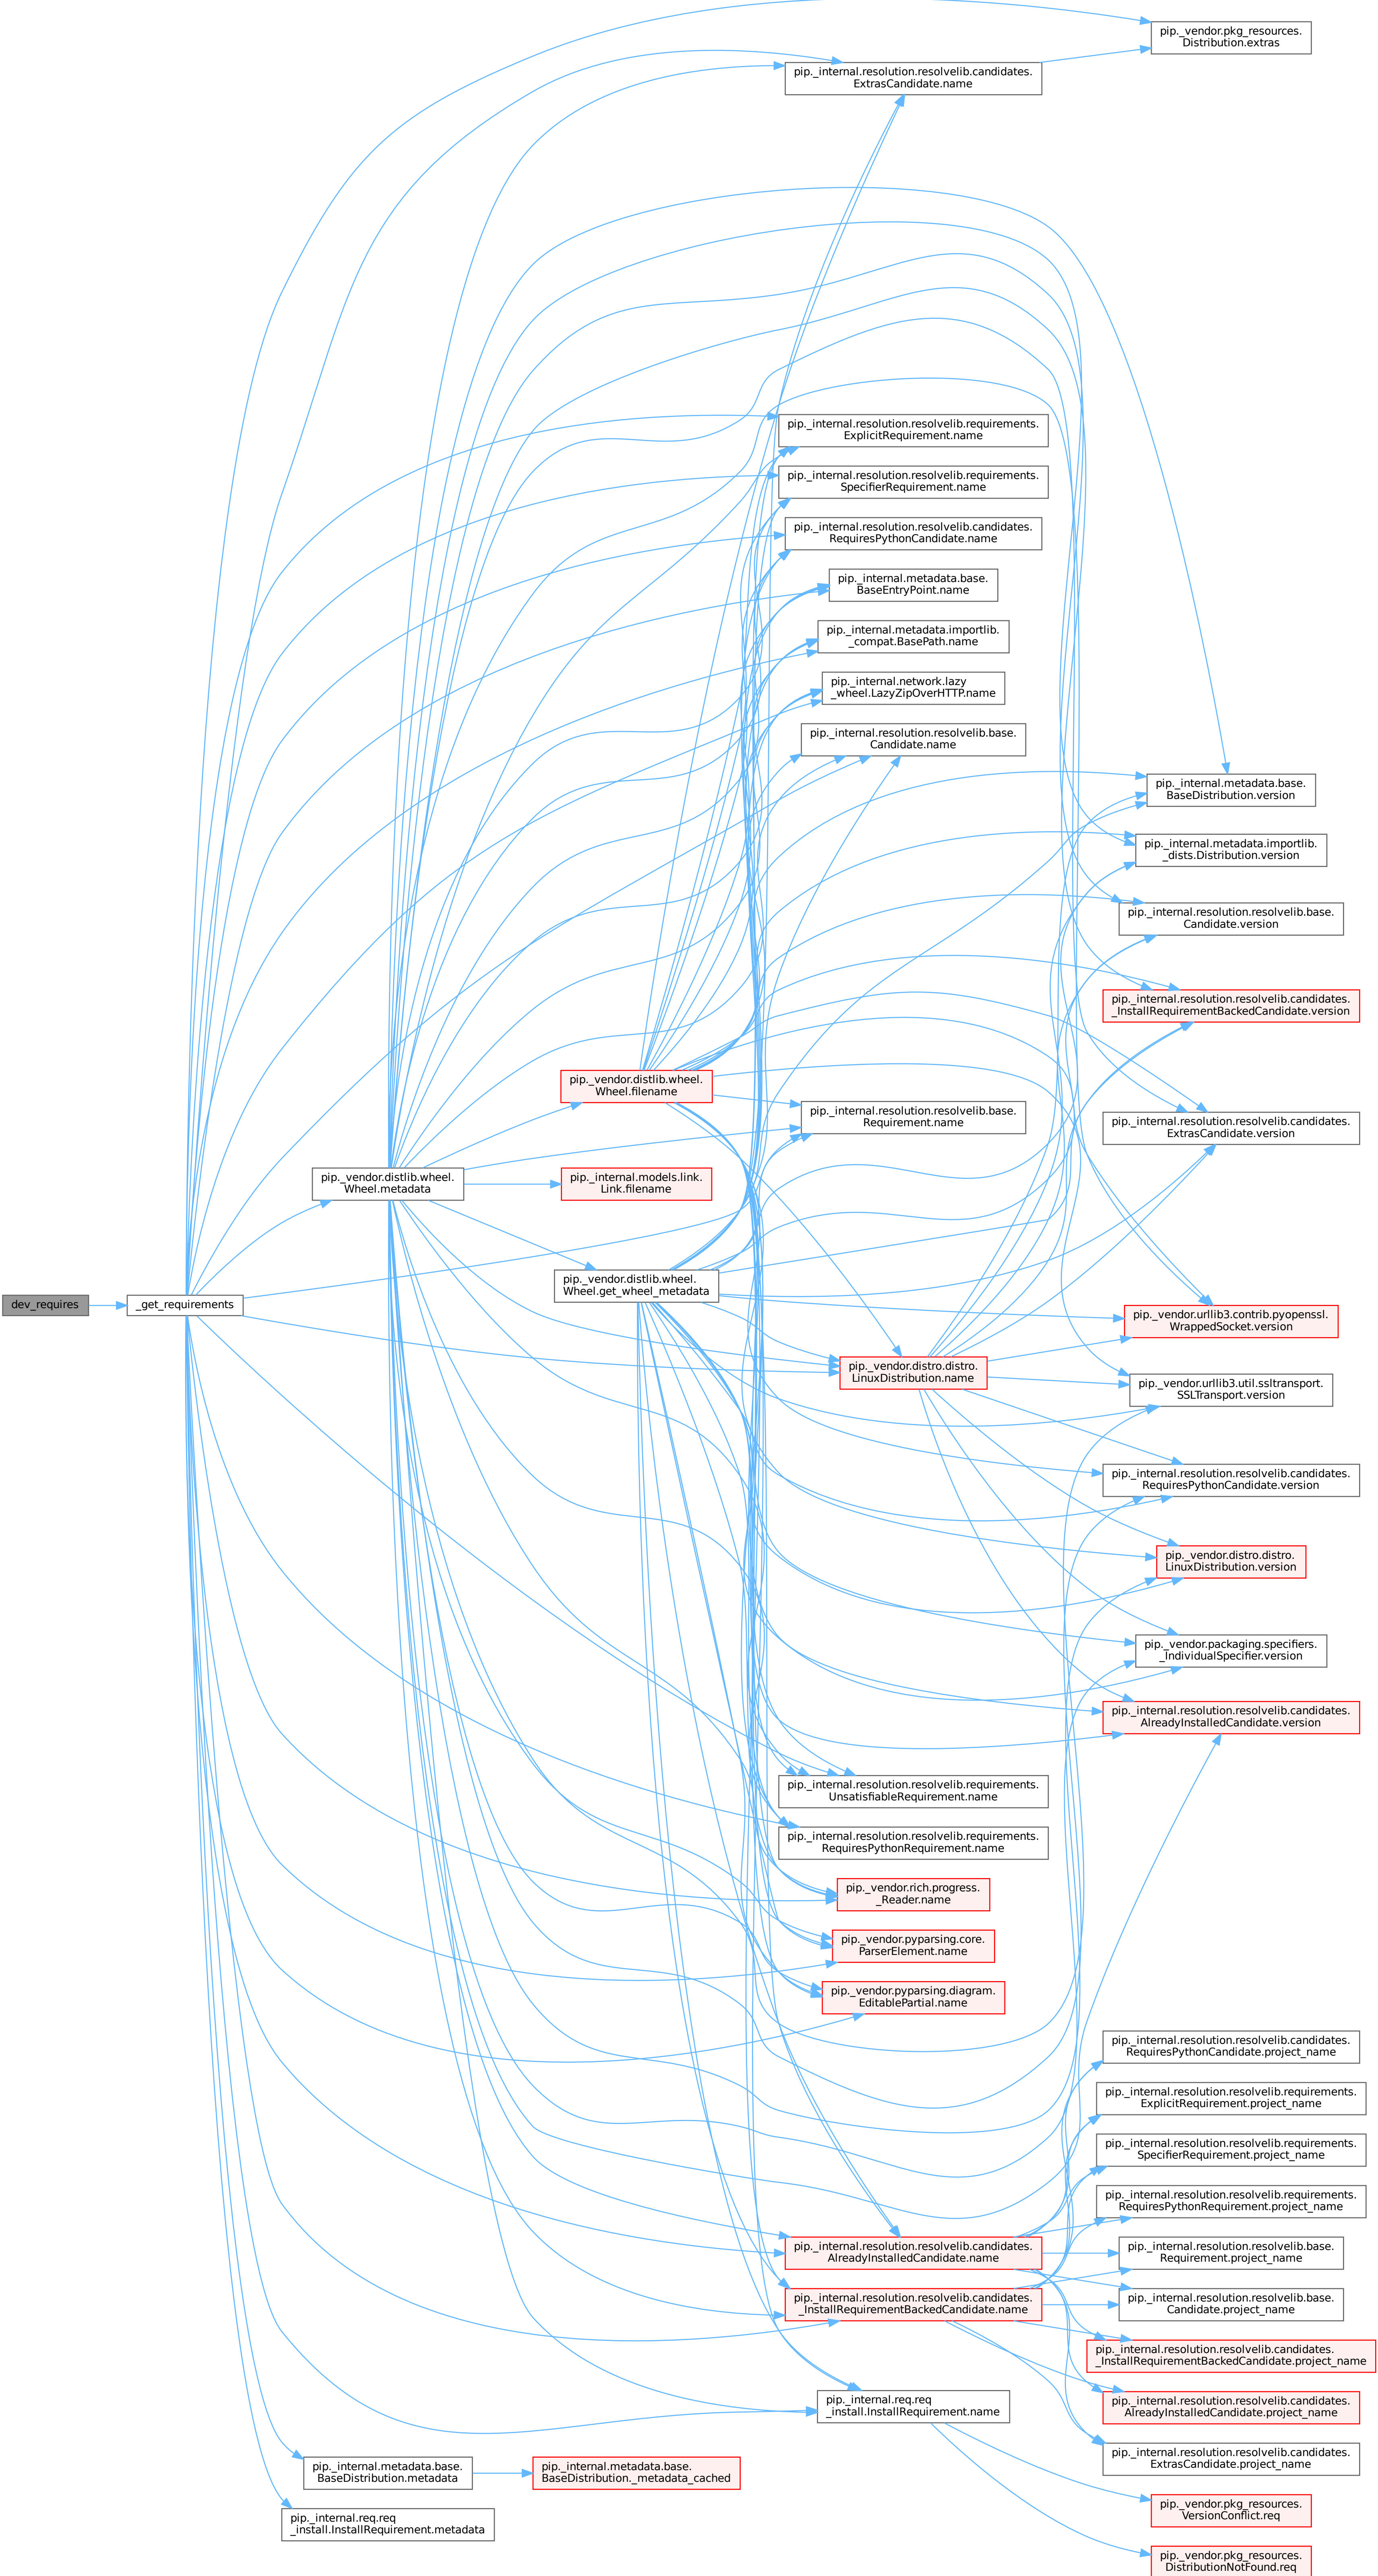 pip._vendor.pkg_resources.
Distribution.extras
pip._internal.resolution.resolvelib.candidates.
ExtrasCandidate.name
pip._internal.resolution.resolvelib.requirements.
ExplicitRequirement.name
pip._internal.resolution.resolvelib.requirements.
SpecifierRequirement.name
pip._internal.resolution.resolvelib.candidates.
RequiresPythonCandidate.name
pip._internal.metadata.base.
BaseEntryPoint.name
pip._internal.metadata.importlib.
_compat.BasePath.name
pip._internal.network.lazy
_wheel.LazyZipOverHTTP.name
pip._internal.resolution.resolvelib.base.
Candidate.name
pip._internal.metadata.base.
BaseDistribution.version
pip._internal.metadata.importlib.
_dists.Distribution.version
pip._internal.resolution.resolvelib.base.
Candidate.version
pip._internal.resolution.resolvelib.candidates.
_InstallRequirementBackedCandidate.version
pip._vendor.distlib.wheel.
Wheel.filename
pip._internal.resolution.resolvelib.base.
Requirement.name
pip._internal.resolution.resolvelib.candidates.
ExtrasCandidate.version
pip._vendor.distlib.wheel.
Wheel.metadata
pip._internal.models.link.
Link.filename
pip._vendor.distlib.wheel.
Wheel.get_wheel_metadata
dev_requires
_get_requirements
pip._vendor.urllib3.contrib.pyopenssl.
WrappedSocket.version
pip._vendor.distro.distro.
LinuxDistribution.name
pip._vendor.urllib3.util.ssltransport.
SSLTransport.version
pip._internal.resolution.resolvelib.candidates.
RequiresPythonCandidate.version
pip._vendor.distro.distro.
LinuxDistribution.version
pip._vendor.packaging.specifiers.
_IndividualSpecifier.version
pip._internal.resolution.resolvelib.candidates.
AlreadyInstalledCandidate.version
pip._internal.resolution.resolvelib.requirements.
UnsatisfiableRequirement.name
pip._internal.resolution.resolvelib.requirements.
RequiresPythonRequirement.name
pip._vendor.rich.progress.
_Reader.name
pip._vendor.pyparsing.core.
ParserElement.name
pip._vendor.pyparsing.diagram.
EditablePartial.name
pip._internal.resolution.resolvelib.candidates.
RequiresPythonCandidate.project_name
pip._internal.resolution.resolvelib.requirements.
ExplicitRequirement.project_name
pip._internal.resolution.resolvelib.requirements.
SpecifierRequirement.project_name
pip._internal.resolution.resolvelib.requirements.
RequiresPythonRequirement.project_name
pip._internal.resolution.resolvelib.candidates.
AlreadyInstalledCandidate.name
pip._internal.resolution.resolvelib.base.
Requirement.project_name
pip._internal.resolution.resolvelib.candidates.
_InstallRequirementBackedCandidate.name
pip._internal.resolution.resolvelib.base.
Candidate.project_name
pip._internal.resolution.resolvelib.candidates.
_InstallRequirementBackedCandidate.project_name
pip._internal.req.req
_install.InstallRequirement.name
pip._internal.resolution.resolvelib.candidates.
AlreadyInstalledCandidate.project_name
pip._internal.resolution.resolvelib.candidates.
ExtrasCandidate.project_name
pip._internal.metadata.base.
BaseDistribution.metadata
pip._internal.metadata.base.
BaseDistribution._metadata_cached
pip._vendor.pkg_resources.
VersionConflict.req
pip._internal.req.req
_install.InstallRequirement.metadata
pip._vendor.pkg_resources.
DistributionNotFound.req